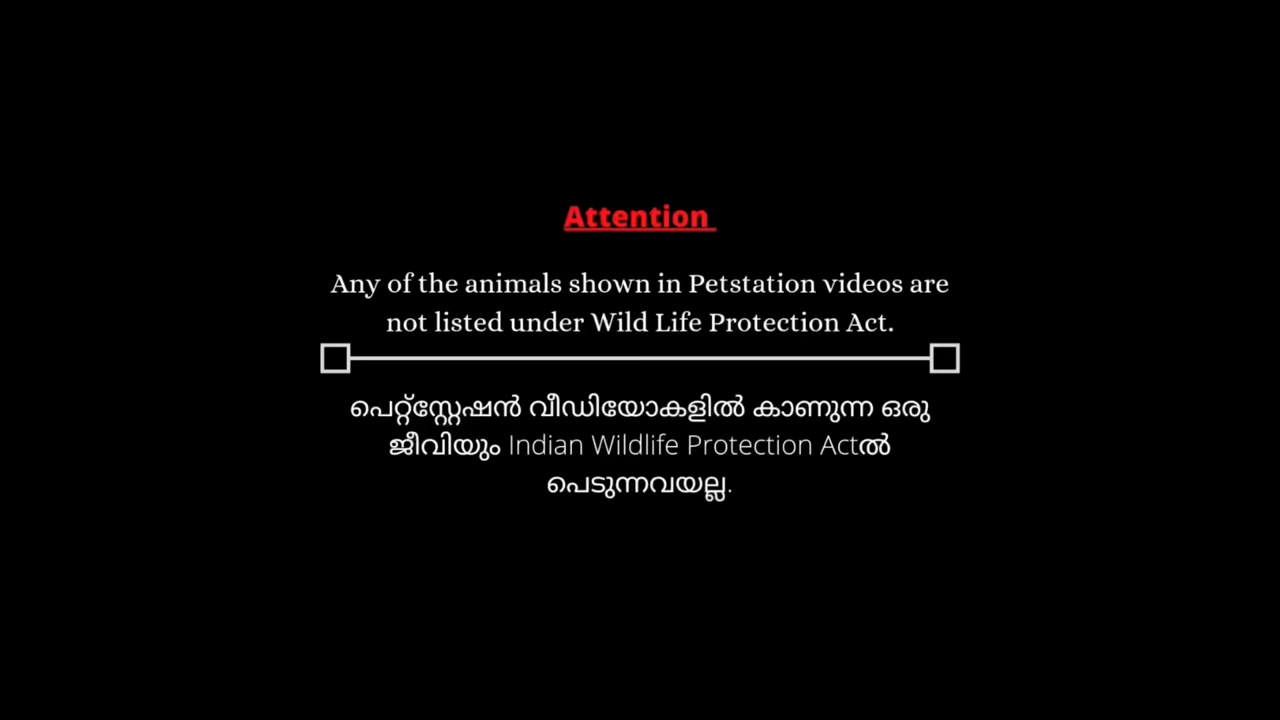 Attention
Any of the animals shown in Petstation videos are
not listed under Wild Life Protection Act.
പെറ്റ്സ്റ്റേഷൻ വീഡിയോകളിൽ കാണുന്ന ഒരു
ജീവിയും Indian Wildlife Protection Actൽ
പെടുന്നവയല്ല.